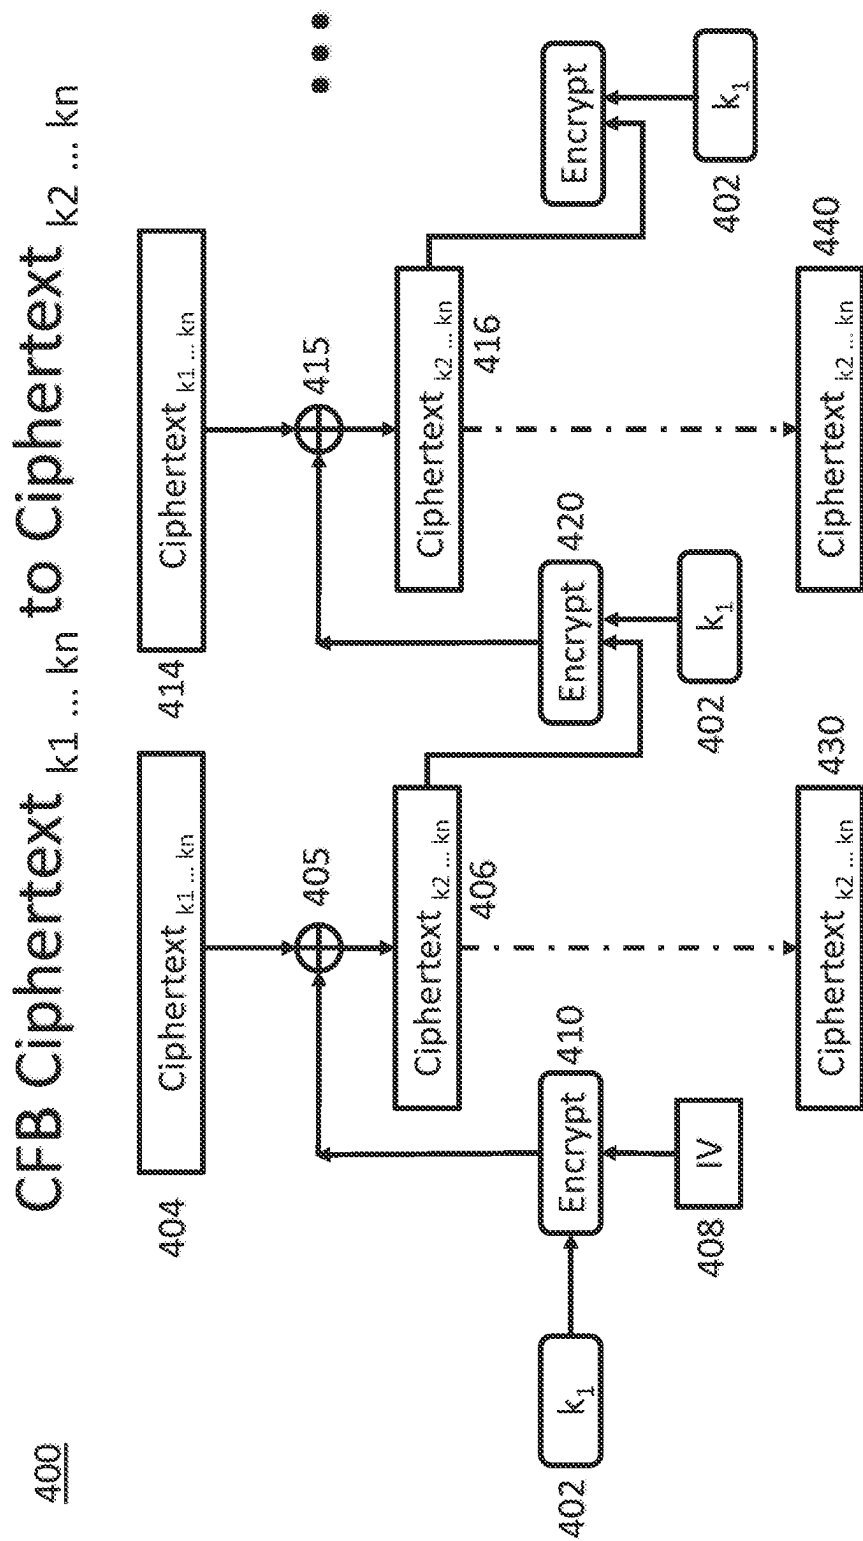 400
CFB Ciphertext k1 ... kn to Ciphertext k2 ... kn
404
Ciphertext k1 ... kn
414
Ciphertext k1 ... kn
405
415
Ciphertext k2 ... kn
406
Ciphertext k2 ... kn
416
402
k1
Encrypt
410
Encrypt
420
Encrypt
408
IV
402
k1
402
k1
Ciphertext k2 ... kn
430
Ciphertext k2 ... kn
440